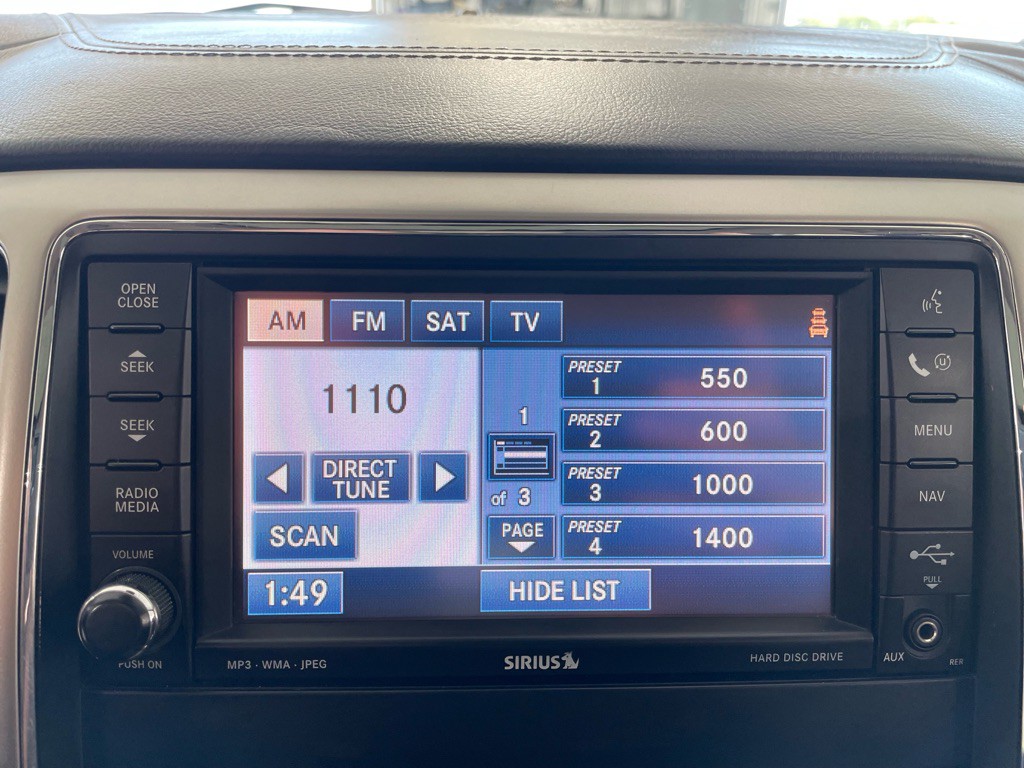 OPEN
CLOSE
SEEK
SEEK
RADIO
MEDIA
VOLUME
PUSH ON
AM FM SAT TV
1110
DIRECT
TUNE
SCAN
1:49
1
of 3
PAGE
PRESET
1 550
PRESET
2 600
PRESET
3 1000
PRESET
4 1400
HIDE LIST
MP3 · WMA · JPEG
SIRIUS
HARD DISC DRIVE
u
MENU
NAV
PULL
AUX
RER